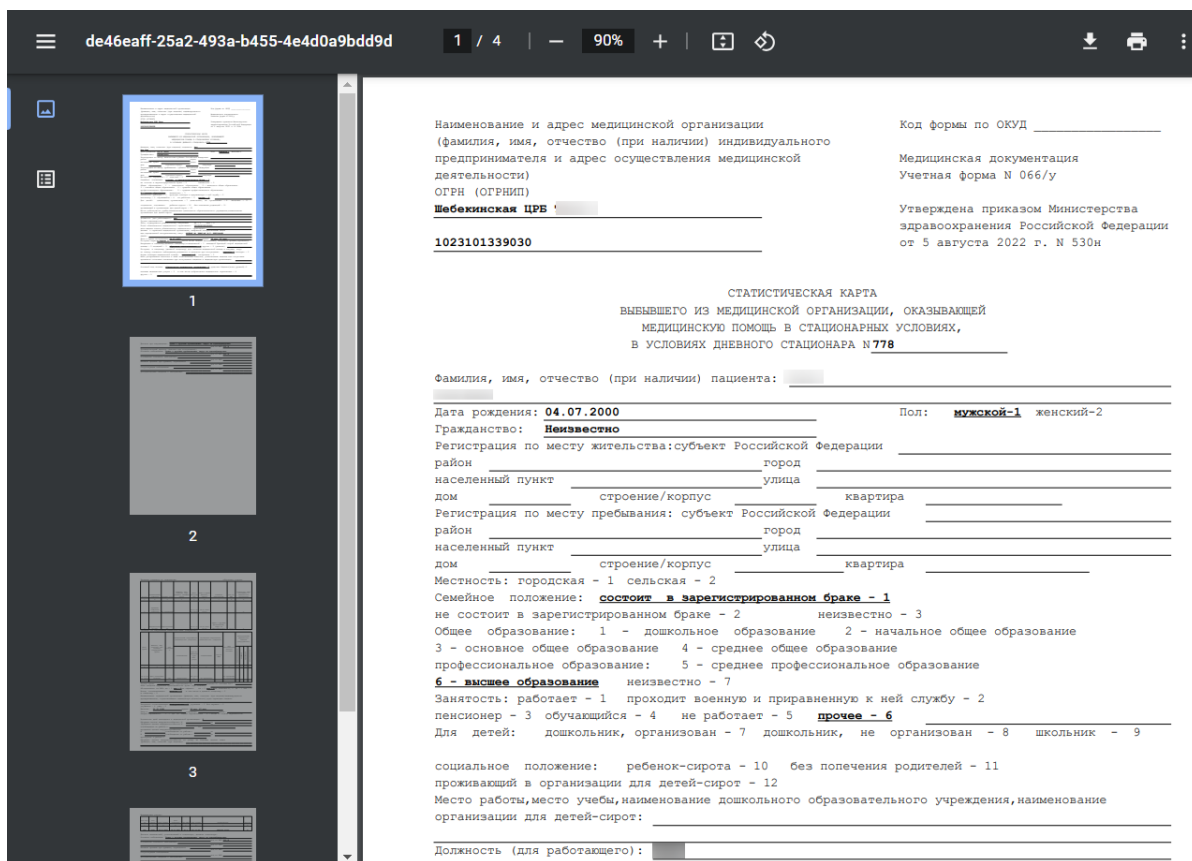 de46eaff-25a2-493a-b455-4e4d0a9bdd9d 1 / 4 — 90% +
1
2
3
Наименование и адрес медицинской организации Код формы по ОКУД
(фамилия, имя, отчество (при наличии) индивидуального
предпринимателя и адрес осуществления медицинской Медицинская документация
деятельности) Учетная форма N 066/у
ОГРН (ОГРНИП)
Шебекинская ЦРБ Утверждена приказом Министерства
здравоохранения Российской Федерации
1023101339030 от 5 августа 2022 г. N 530н
СТАТИСТИЧЕСКАЯ КАРТА
ВЫБЫВШЕГО ИЗ МЕДИЦИНСКОЙ ОРГАНИЗАЦИИ, ОКАЗЫВАЮЩЕЙ
МЕДИЦИНСКУЮ ПОМОЩЬ В СТАЦИОНАРНЫХ УСЛОВИЯХ,
В УСЛОВИЯХ ДНЕВНОГО СТАЦИОНАРА N 778
Фамилия, имя, отчество (при наличии) пациента:
Дата рождения: 04.07.2000 Пол: мужской-1 женский-2
Гражданство: Неизвестно
Регистрация по месту жительства:субъект Российской Федерации
район город
населенный пункт улица
дом строение/корпус квартира
Регистрация по месту пребывания: субъект Российской Федерации
район город
населенный пункт улица
дом строение/корпус квартира
Местность: городская - 1 сельская - 2
Семейное положение: состоит в зарегистрированном браке - 1
не состоит в зарегистрированном браке - 2 неизвестно - 3
Общее образование: 1 - дошкольное образование 2 - начальное общее образование
3 - основное общее образование 4 - среднее общее образование
профессиональное образование: 5 - среднее профессиональное образование
6 - высшее образование неизвестно - 7
Занятость: работает - 1 проходит военную и приравненную к ней службу - 2
пенсионер - 3 обучающийся - 4 не работает - 5 прочее - 6
Для детей: дошкольник, организован - 7 дошкольник, не организован - 8 школьник - 9
социальное положение: ребенок-сирота - 10 без попечения родителей - 11
проживающий в организации для детей-сирот - 12
Место работы,место учебы,наименование дошкольного образовательного учреждения,наименование
организации для детей-сирот:
Должность (для работающего):